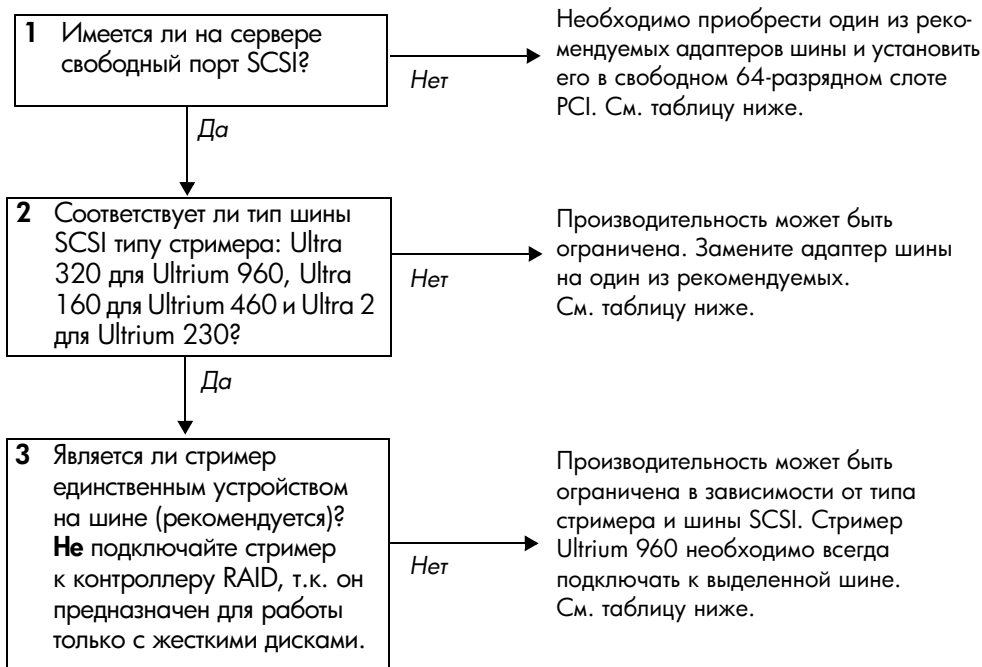 1 Имеется ли на сервере
свободный порт SCSI?
Нет
Необходимо приобрести один из реко-
мендуемых адаптеров шины и установить
его в свободном 64-разрядном слоте
PCI. См. таблицу ниже.
Да
2 Соответствует ли тип шины
SCSI типу стримера: Ultra
320 для Ultrium 960, Ultra
160 для Ultrium 460 и Ultra 2
для Ultrium 230?
Нет
Производительность может быть
ограничена. Замените адаптер шины
на один из рекомендуемых.
См. таблицу ниже.
Да
3 Является ли стример
единственным устройством
на шине (рекомендуется)?
Не подключайте стример
к контроллеру RAID, т.к. он
предназначен для работы
только с жесткими дисками.
Нет
Производительность может быть
ограничена в зависимости от типа
стримера и шины SCSI. Стример
Ultrium 960 необходимо всегда
подключать к выделенной шине.
См. таблицу ниже.